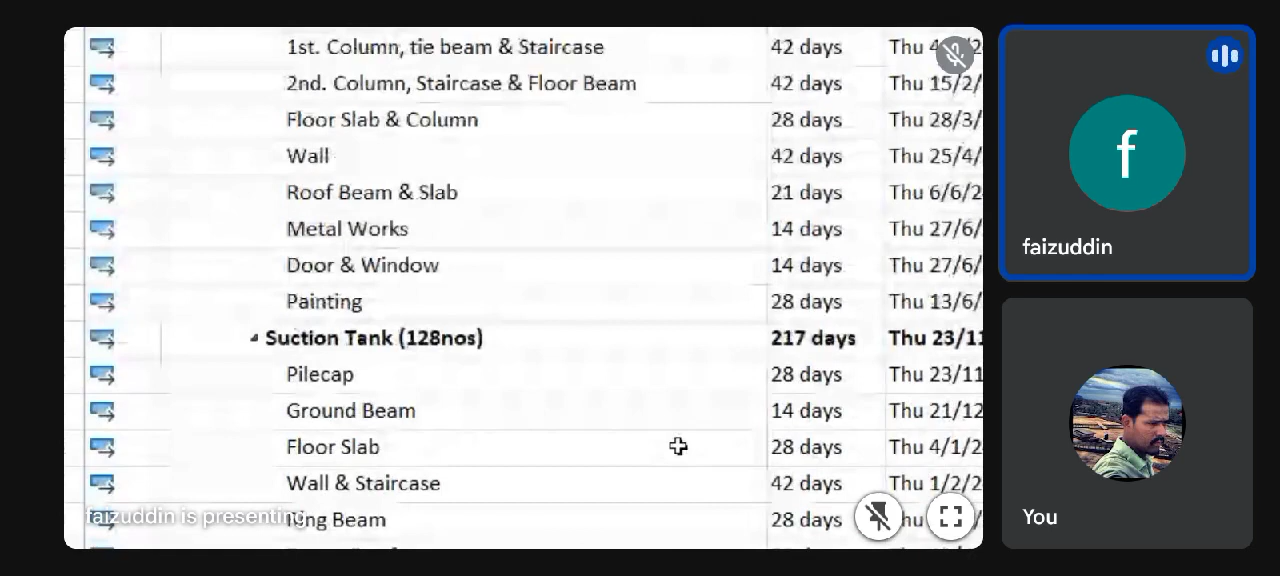 1st. Column, tie beam & Staircase 42 days Thu
2nd. Column, Staircase & Floor Beam 42 days Thu 15/2/
Floor Slab & Column 28 days Thu 28/3/
Wall 42 days Thu 25/4/
Roof Beam & Slab 21 days Thu 6/6/2
Metal Works 14 days Thu 27/6/
Door & Window 14 days Thu 27/6/
Painting 28 days Thu 13/6/
Suction Tank (128nos) 217 days Thu 23/11
Pilecap 28 days Thu 23/11
Ground Beam 14 days Thu 21/12
Floor Slab 28 days Thu 4/1/2
Wall & Staircase 42 days Thu 1/2/2
Ring Beam 28 days
faizuddin is presenting
f
faizuddin
You